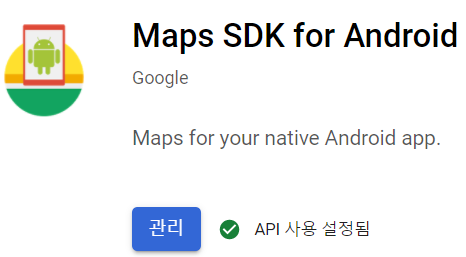 Maps SDK for Android
Google
Maps for your native Android app.
관리 API 사용 설정됨